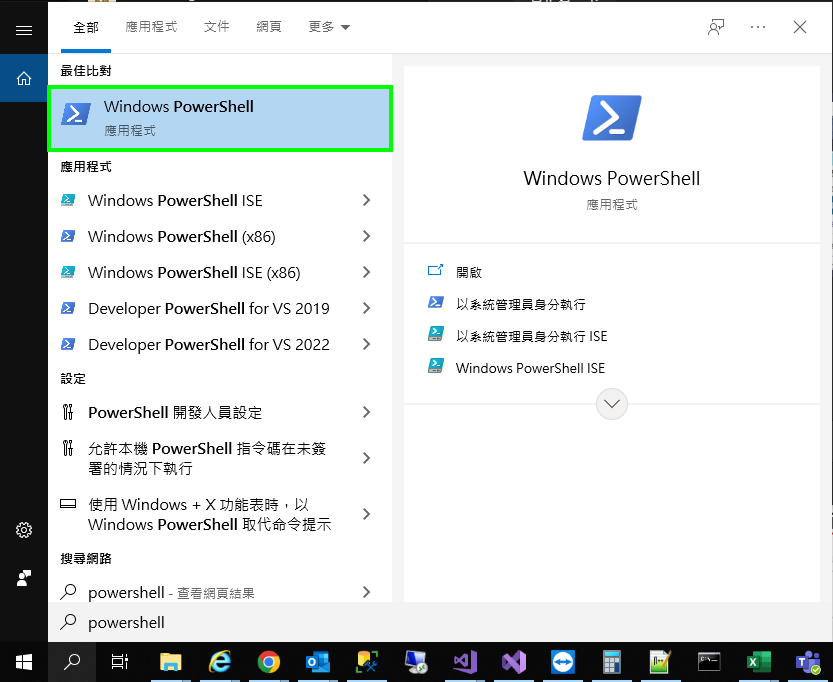 全部 應用程式 文件 網頁 更多
最佳比對
Windows PowerShell
應用程式
應用程式
Windows PowerShell ISE
Windows PowerShell (x86)
Windows PowerShell ISE (x86)
Developer PowerShell for VS 2019
Developer PowerShell for VS 2022
設定
PowerShell 開發人員設定
允許本機 PowerShell 指令碼在未簽
署的情況下執行
使用 Windows + X 功能表時，以
Windows PowerShell 取代命令提示
搜尋網路
powershell - 查看網頁結果
powershell
Windows PowerShell
應用程式
開啟
以系統管理員身分執行
以系統管理員身分執行 ISE
Windows PowerShell ISE